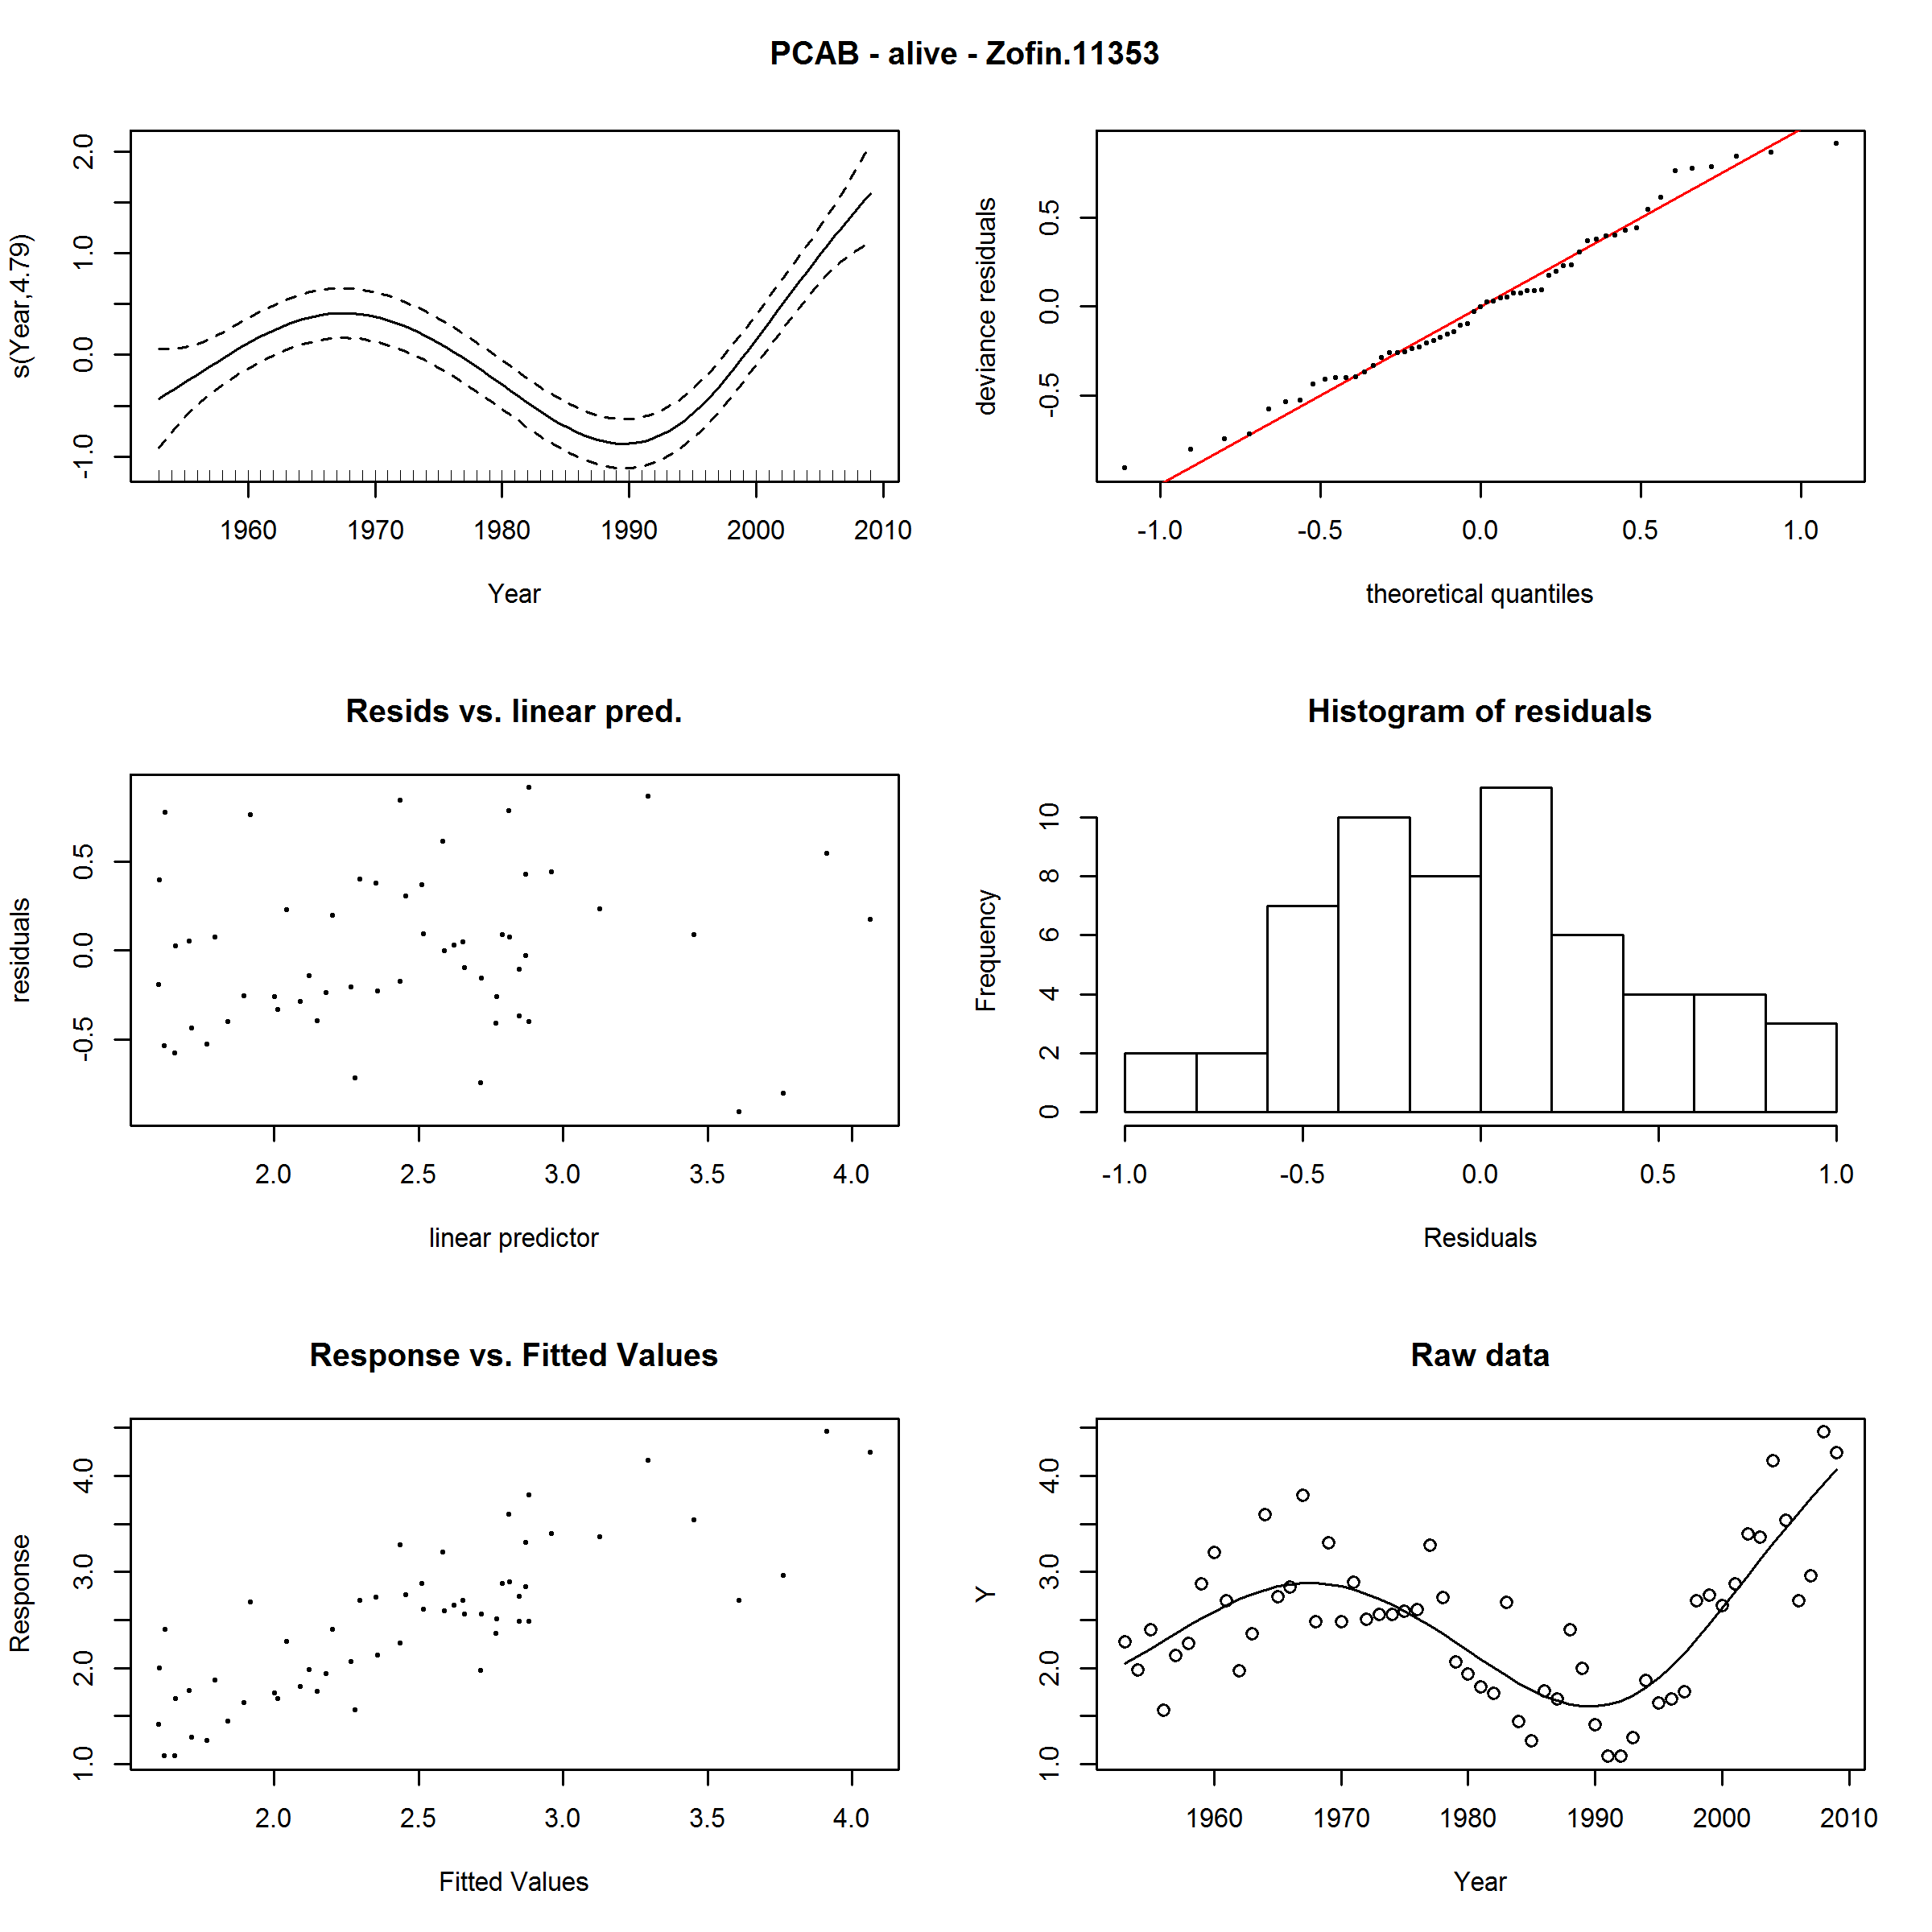 PCAB - alive - Zofin.11353
s(Year,4.79)
-1.0 0.0 1.0 2.0
1960 1970 1980 1990 2000 2010
Year
deviance residuals
-0.5 0.0 0.5
-1.0 -0.5 0.0 0.5 1.0
theoretical quantiles
Resids vs. linear pred.
residuals
-0.5 0.0 0.5
2.0 2.5 3.0 3.5 4.0
linear predictor
Histogram of residuals
Frequency
0 2 4 6 8 10
-1.0 -0.5 0.0 0.5 1.0
Residuals
Response vs. Fitted Values
Response
1.0 2.0 3.0 4.0
2.0 2.5 3.0 3.5 4.0
Fitted Values
Raw data
Y
1.0 2.0 3.0 4.0
1960 1970 1980 1990 2000 2010
Year